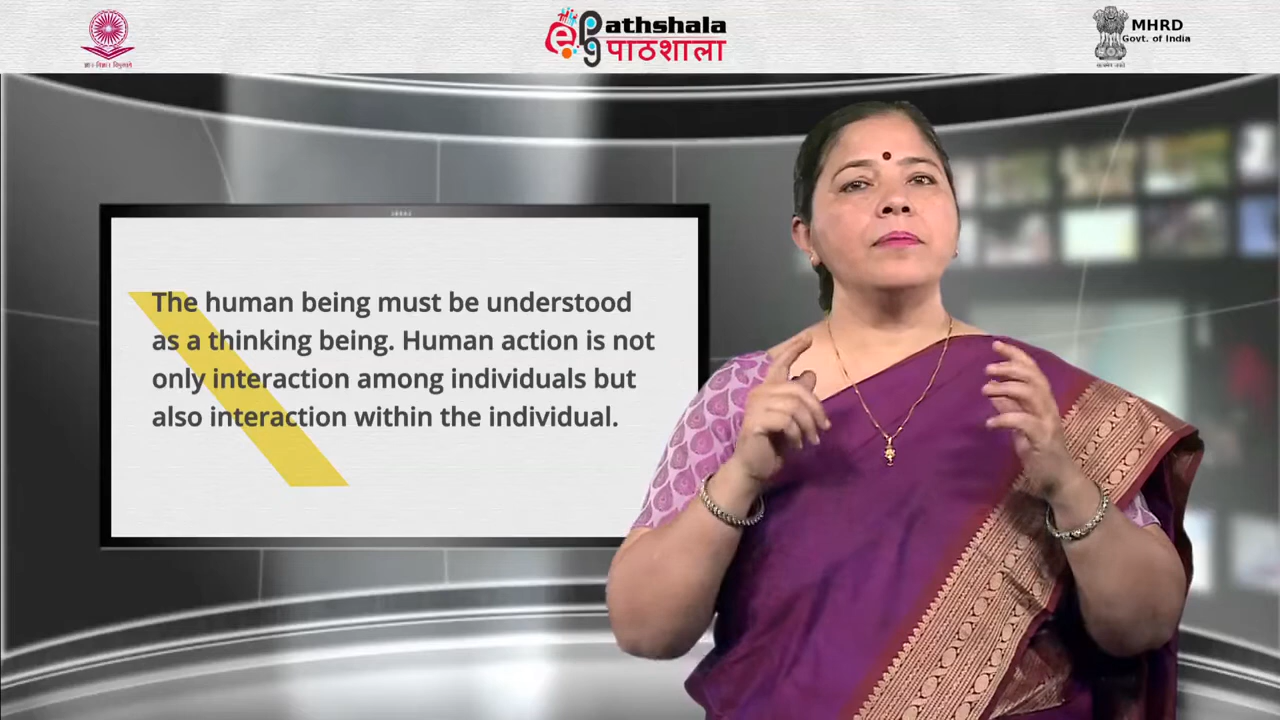 ePgathshala
पाठशाला
MHRD
Govt. of India
The human being must be understood
as a thinking being. Human action is not
only interaction among individuals but
also interaction within the individual.